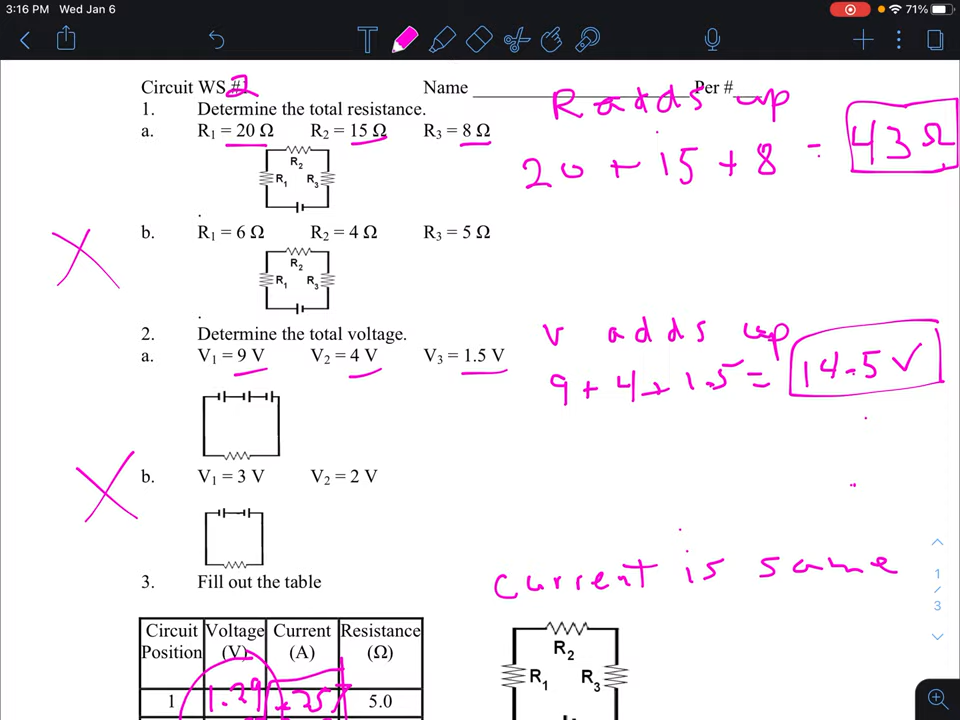 3:16 PM Wed Jan 6
71%
Circuit WS #2 Name Per #
R adds up
1. Determine the total resistance.
a. R₁ = 20 Ω R₂ = 15 Ω R₃ = 8 Ω
20 + 15 + 8 = 43 Ω
R₂
R₁ R₃
b. R₁ = 6 Ω R₂ = 4 Ω R₃ = 5 Ω
R₂
R₁ R₃
2. Determine the total voltage.
V adds up
a. V₁ = 9 V V₂ = 4 V V₃ = 1.5 V
9 + 4 + 1.5 = 14.5 V
b. V₁ = 3 V V₂ = 2 V
current is same
3. Fill out the table
Circuit Position Voltage (V) Current (A) Resistance (Ω)
R₂
R₁ R₃
1 1.29 .257 5.0
1 / 3